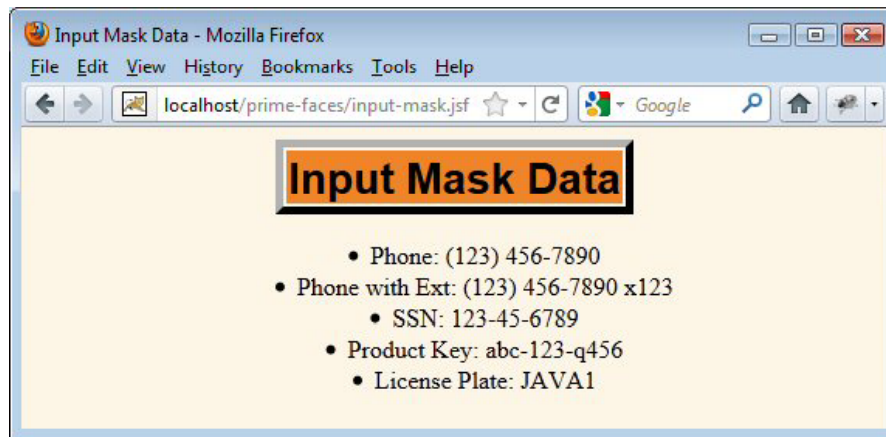 Input Mask Data - Mozilla Firefox
File Edit View History Bookmarks Tools Help
localhost/prime-faces/input-mask.jsf Google
Input Mask Data
• Phone: (123) 456-7890
• Phone with Ext: (123) 456-7890 x123
• SSN: 123-45-6789
• Product Key: abc-123-q456
• License Plate: JAVA1